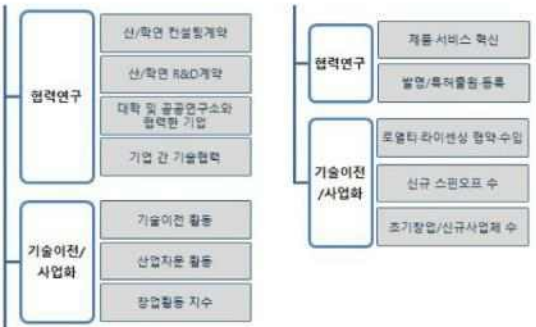 협력연구
산/학연 컨설팅계약
산/학연 R&D계약
대학 및 공공연구소와
협력한 기업
기업 간 기술협력
기술이전/
사업화
기술이전 활동
산업자문 활동
창업활동 지수
협력연구
제품·서비스 혁신
발명/특허출원·등록
기술이전
/사업화
로열티·라이센싱 협약·수입
신규 스핀오프 수
초기창업/신규사업체 수